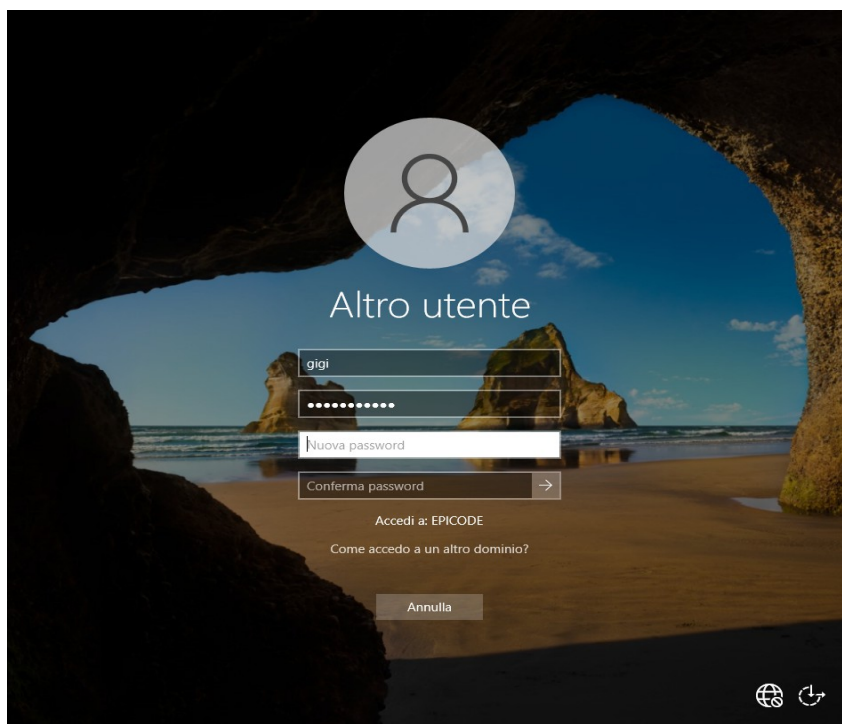 Altro utente
gigi
Nuova password
Conferma password
Accedi a: EPICODE
Come accedo a un altro dominio?
Annulla